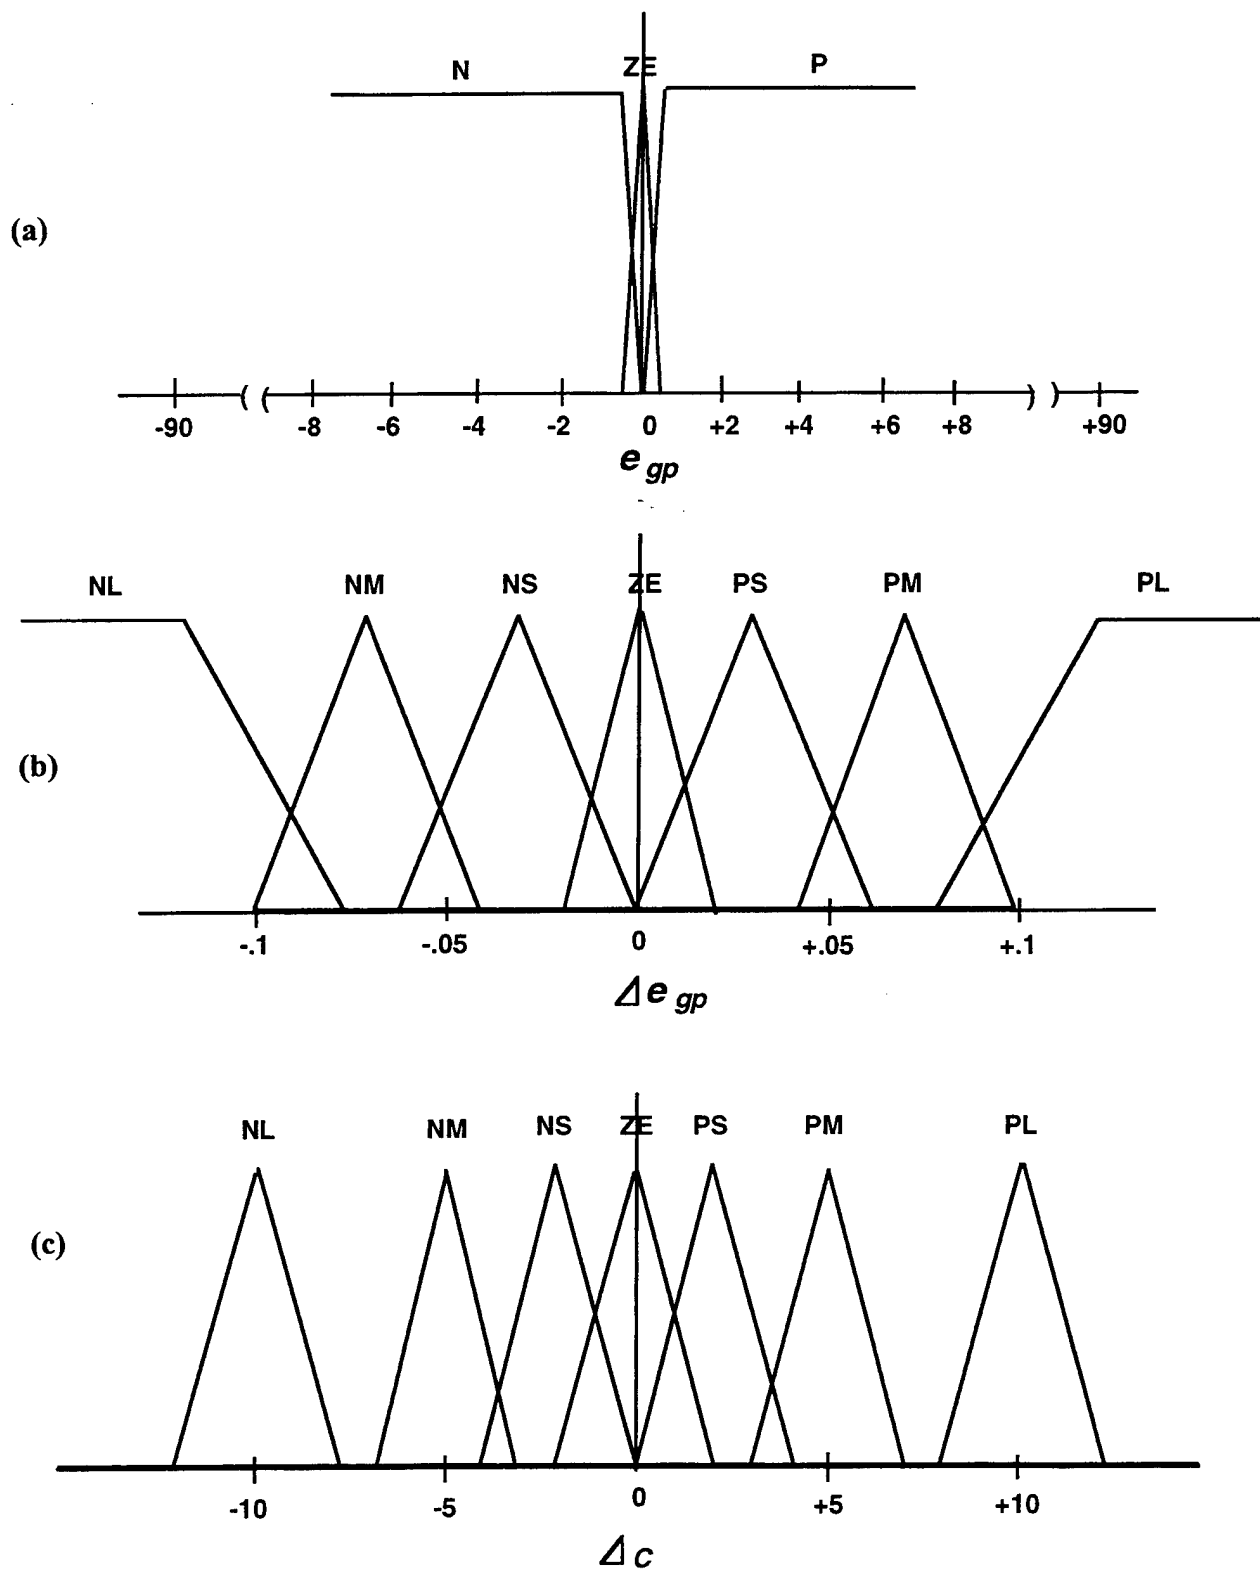 N ZE P
(a)
-90 ( ( -8 -6 -4 -2 0 +2 +4 +6 +8 ) ) +90
e gp
NL NM NS ZE PS PM PL
(b)
-.1 -.05 0 +.05 +.1
Δe gp
NL NM NS ZE PS PM PL
(c)
-10 -5 0 +5 +10
Δc